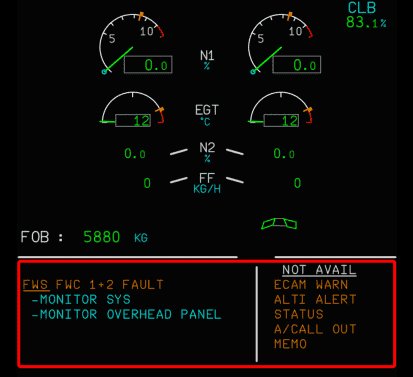 CLB
83.1%
5 10 5 10
0.0 N1 % 0.0
EGT
12 °C 12
0.0 N2 % 0.0
0 FF 0
KG/H
FOB : 5880 KG
FWS FWC 1+2 FAULT
-MONITOR SYS
-MONITOR OVERHEAD PANEL
NOT AVAIL
ECAM WARN
ALTI ALERT
STATUS
A/CALL OUT
MEMO